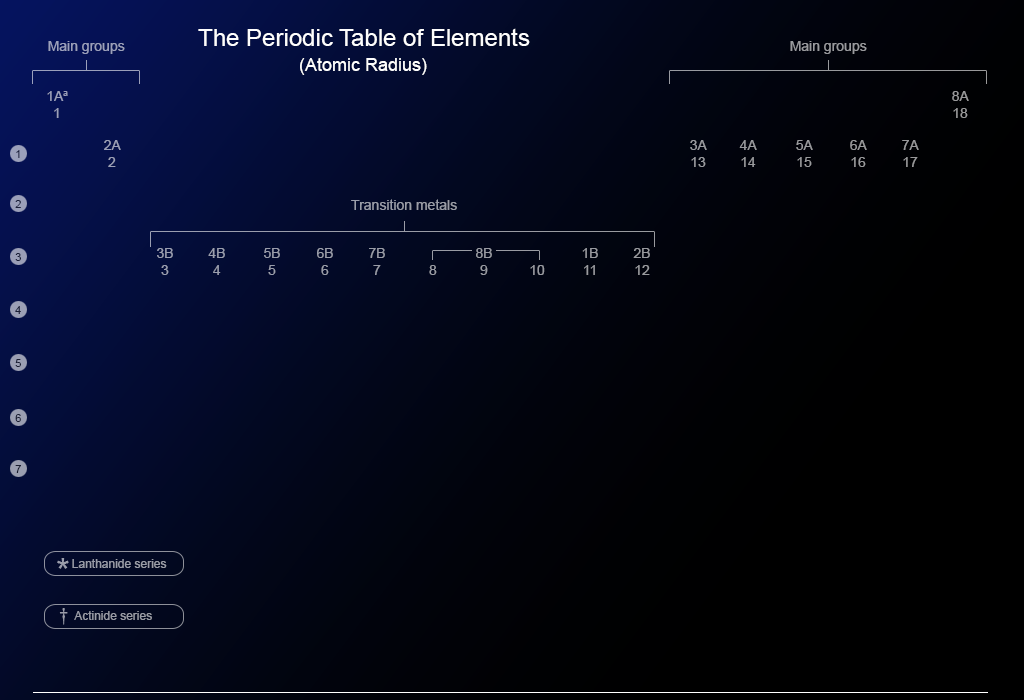 The Periodic Table of Elements
(Atomic Radius)
Main groups
Main groups
1Aª
1
8A
18
2A
2
3A 4A 5A 6A 7A
13 14 15 16 17
1
2
Transition metals
3B 4B 5B 6B 7B 8B 1B 2B
3 4 5 6 7 8 9 10 11 12
3
4
5
6
7
* Lanthanide series
† Actinide series